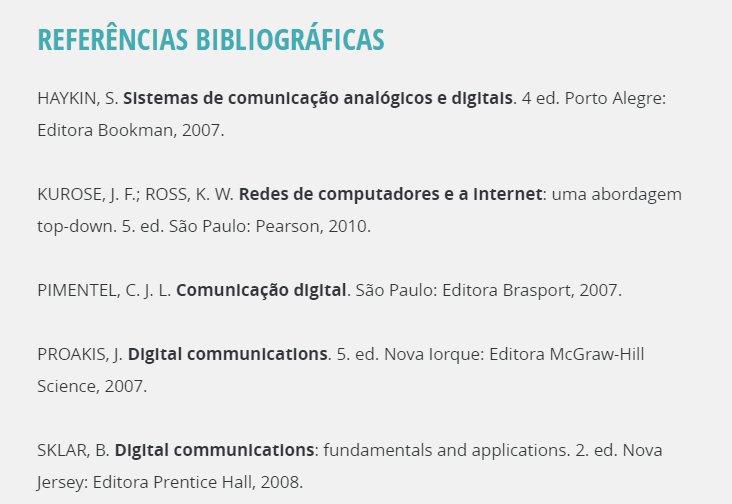 REFERÊNCIAS BIBLIOGRÁFICAS
HAYKIN, S. Sistemas de comunicação analógicos e digitais. 4 ed. Porto Alegre:
Editora Bookman, 2007.
KUROSE, J. F.; ROSS, K. W. Redes de computadores e a Internet: uma abordagem
top-down. 5. ed. São Paulo: Pearson, 2010.
PIMENTEL, C. J. L. Comunicação digital. São Paulo: Editora Brasport, 2007.
PROAKIS, J. Digital communications. 5. ed. Nova Iorque: Editora McGraw-Hill
Science, 2007.
SKLAR, B. Digital communications: fundamentals and applications. 2. ed. Nova
Jersey: Editora Prentice Hall, 2008.